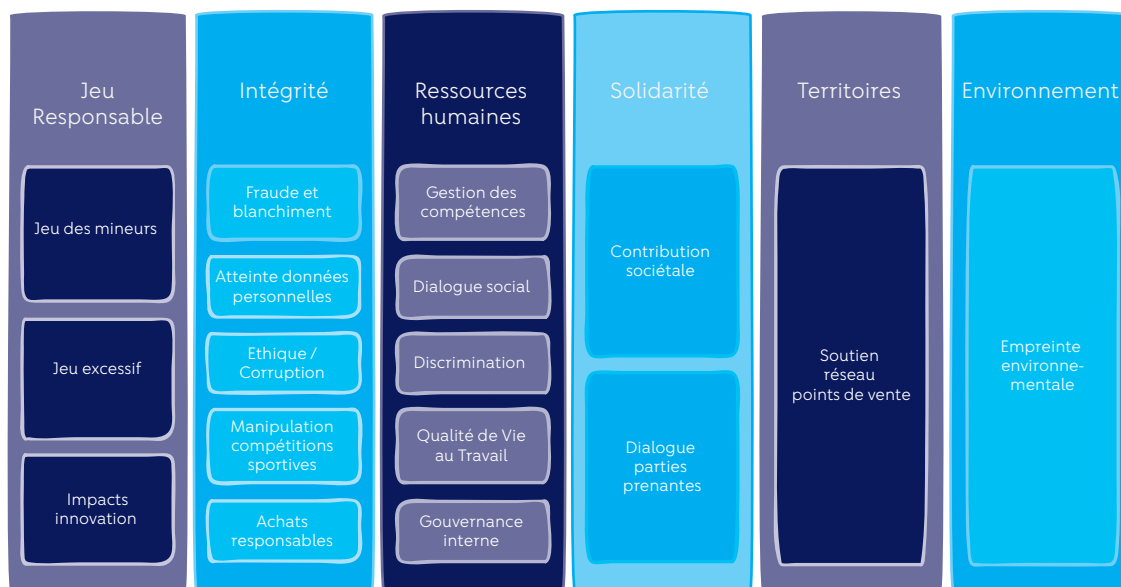 Jeu
Responsable
Jeu des mineurs
Jeu excessif
Impacts
innovation
Intégrité
Fraude et
blanchiment
Atteinte données
personnelles
Ethique /
Corruption
Manipulation
compétitions
sportives
Achats
responsables
Ressources
humaines
Gestion des
compétences
Dialogue social
Discrimination
Qualité de Vie
au Travail
Gouvernance
interne
Solidarité
Contribution
sociétale
Dialogue
parties
prenantes
Territoires
Soutien
réseau
points de vente
Environnement
Empreinte
environne-
mentale